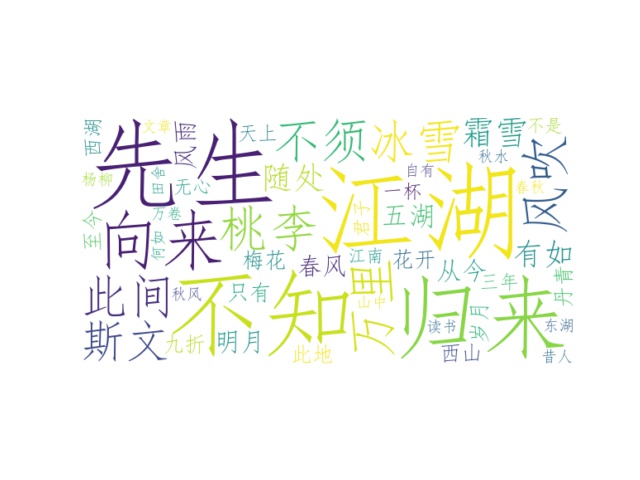 西湖
文章
风雨
天上
不须
冰雪
霜雪
不是
先生
杨柳
田舍
无心
随处
自有
一杯
秋水
春秋
风吹
至今
向来
万卷
何如
桃李
君子
五湖
江湖
梅花
春风
江南
花开
从今
有如
三年
丹青
此间
秋风
只有
不知
万里
山中
归来
斯文
九折
明月
此地
读书
岁月
西山
东湖
昔人